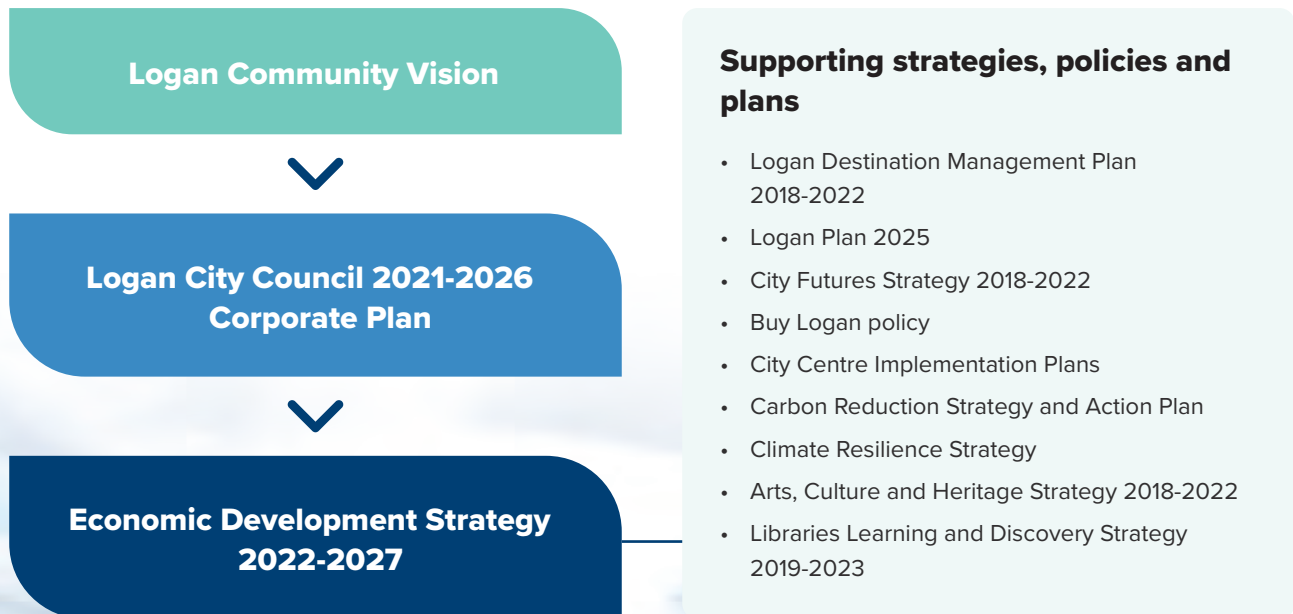 Logan Community Vision
Logan City Council 2021-2026
Corporate Plan
Economic Development Strategy
2022-2027
Supporting strategies, policies and
plans
• Logan Destination Management Plan
2018-2022
• Logan Plan 2025
• City Futures Strategy 2018-2022
• Buy Logan policy
• City Centre Implementation Plans
• Carbon Reduction Strategy and Action Plan
• Climate Resilience Strategy
• Arts, Culture and Heritage Strategy 2018-2022
• Libraries Learning and Discovery Strategy
2019-2023